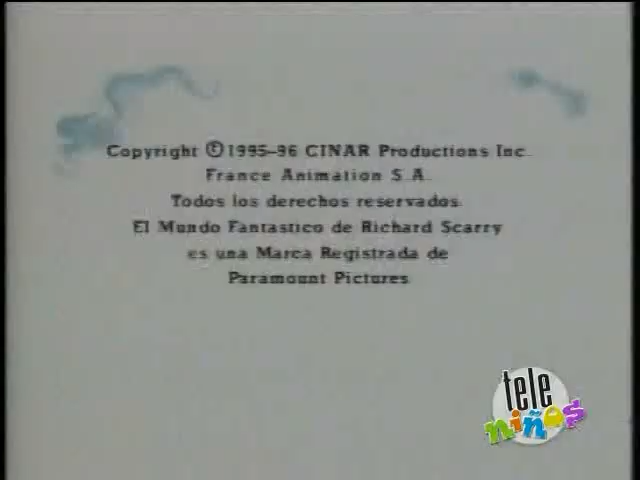 Copyright ©1995-96 CINAR Productions Inc.
France Animation S.A.
Todos los derechos reservados.
El Mundo Fantastico de Richard Scarry
es una Marca Registrada de
Paramount Pictures
tele
niños